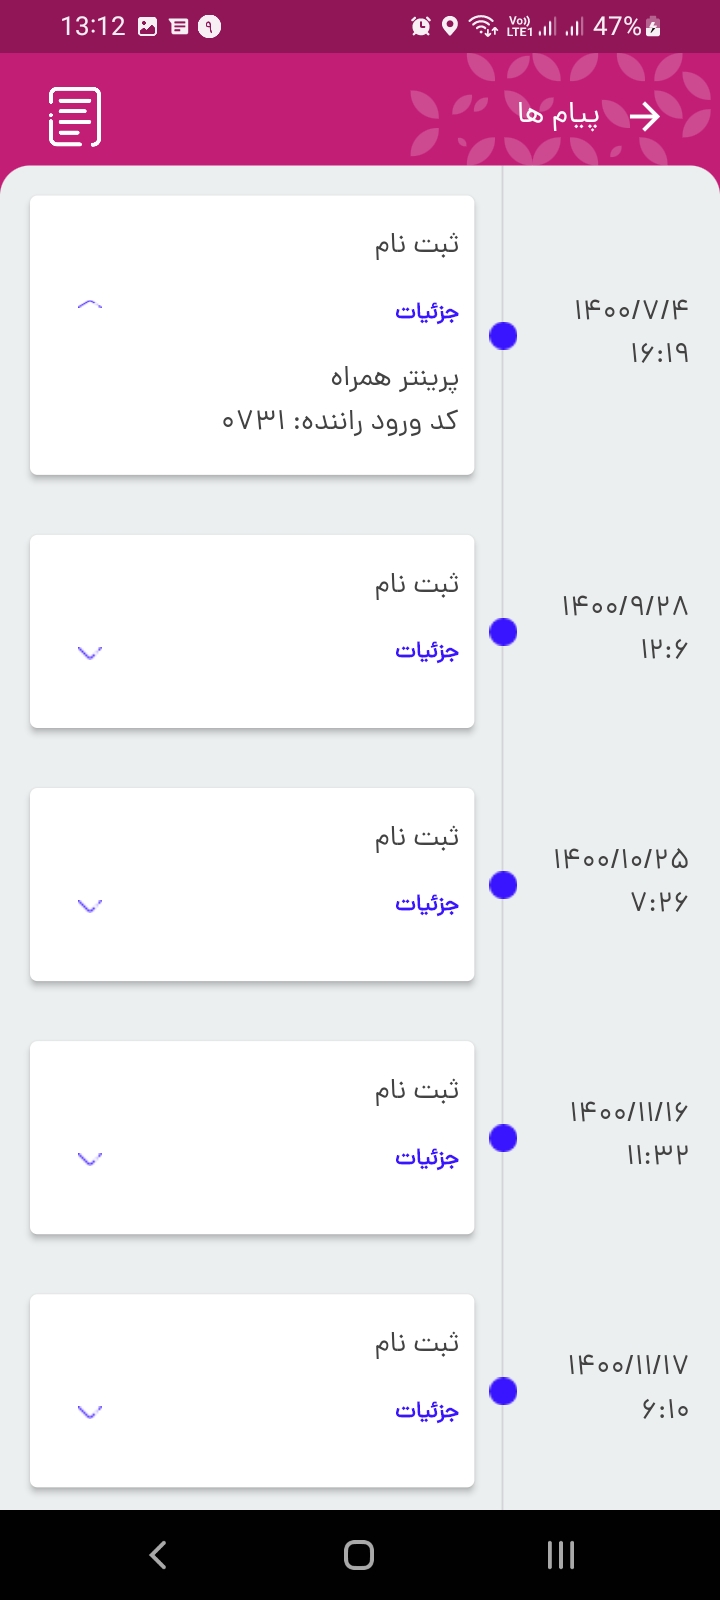 13:12
۹
Vo))
LTE1
47%
پیام ها
ثبت نام
جزئیات
پرینتر همراه
کد ورود راننده: ۰۷۳۱
۱۴۰۰/۷/۴
۱۶:۱۹
ثبت نام
جزئیات
۱۴۰۰/۹/۲۸
۱۲:۶
ثبت نام
جزئیات
۱۴۰۰/۱۰/۲۵
۷:۲۶
ثبت نام
جزئیات
۱۴۰۰/۱۱/۱۶
۱۱:۳۲
ثبت نام
جزئیات
۱۴۰۰/۱۱/۱۷
۶:۱۰